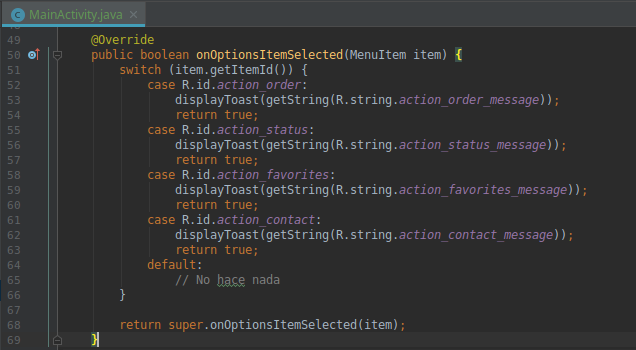 MainActivity.java
49 @Override
50 public boolean onOptionsItemSelected(MenuItem item) {
51 switch (item.getItemId()) {
52 case R.id.action_order:
53 displayToast(getString(R.string.action_order_message));
54 return true;
55 case R.id.action_status:
56 displayToast(getString(R.string.action_status_message));
57 return true;
58 case R.id.action_favorites:
59 displayToast(getString(R.string.action_favorites_message));
60 return true;
61 case R.id.action_contact:
62 displayToast(getString(R.string.action_contact_message));
63 return true;
64 default:
65 // No hace nada
66 }
67
68 return super.onOptionsItemSelected(item);
69 }